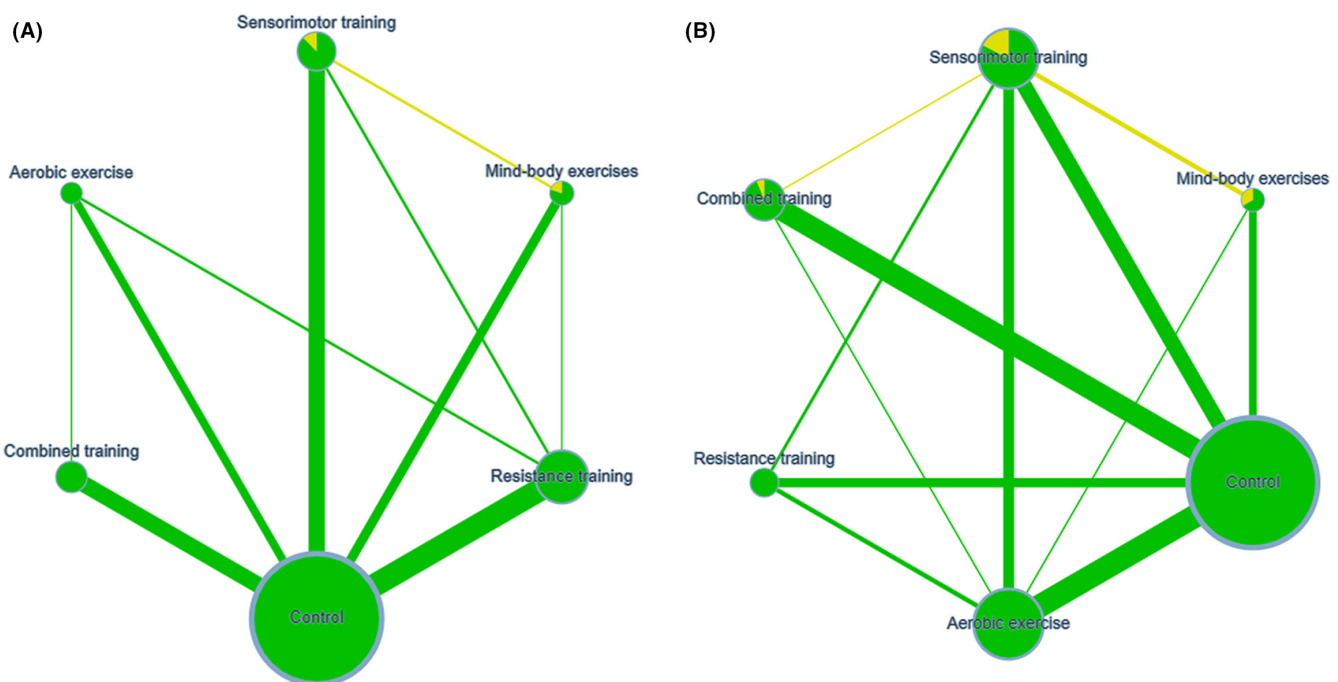 (A)
Sensorimotor training
Aerobic exercise
Mind-body exercises
Combined training
Resistance training
Control
(B)
Sensorimotor training
Mind-body exercises
Combined training
Resistance training
Control
Aerobic exercise